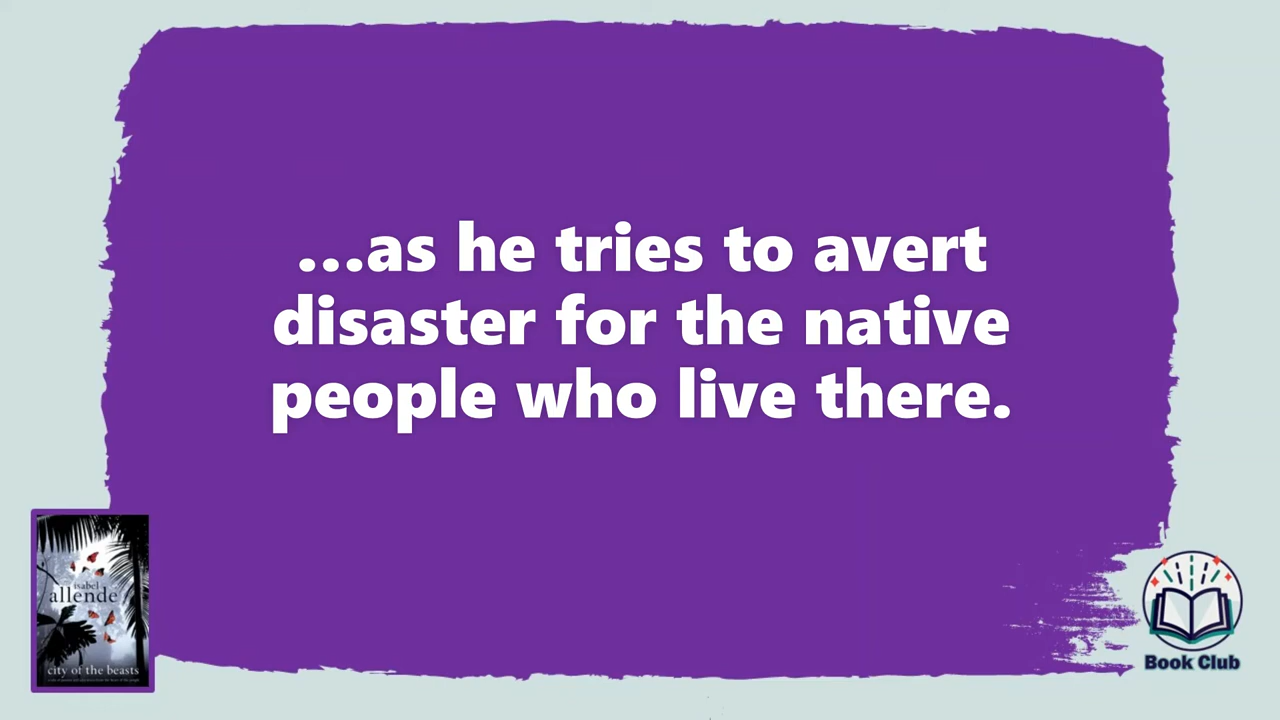 ...as he tries to avert
disaster for the native
people who live there.
isabel
allende
city of the beasts
Book Club